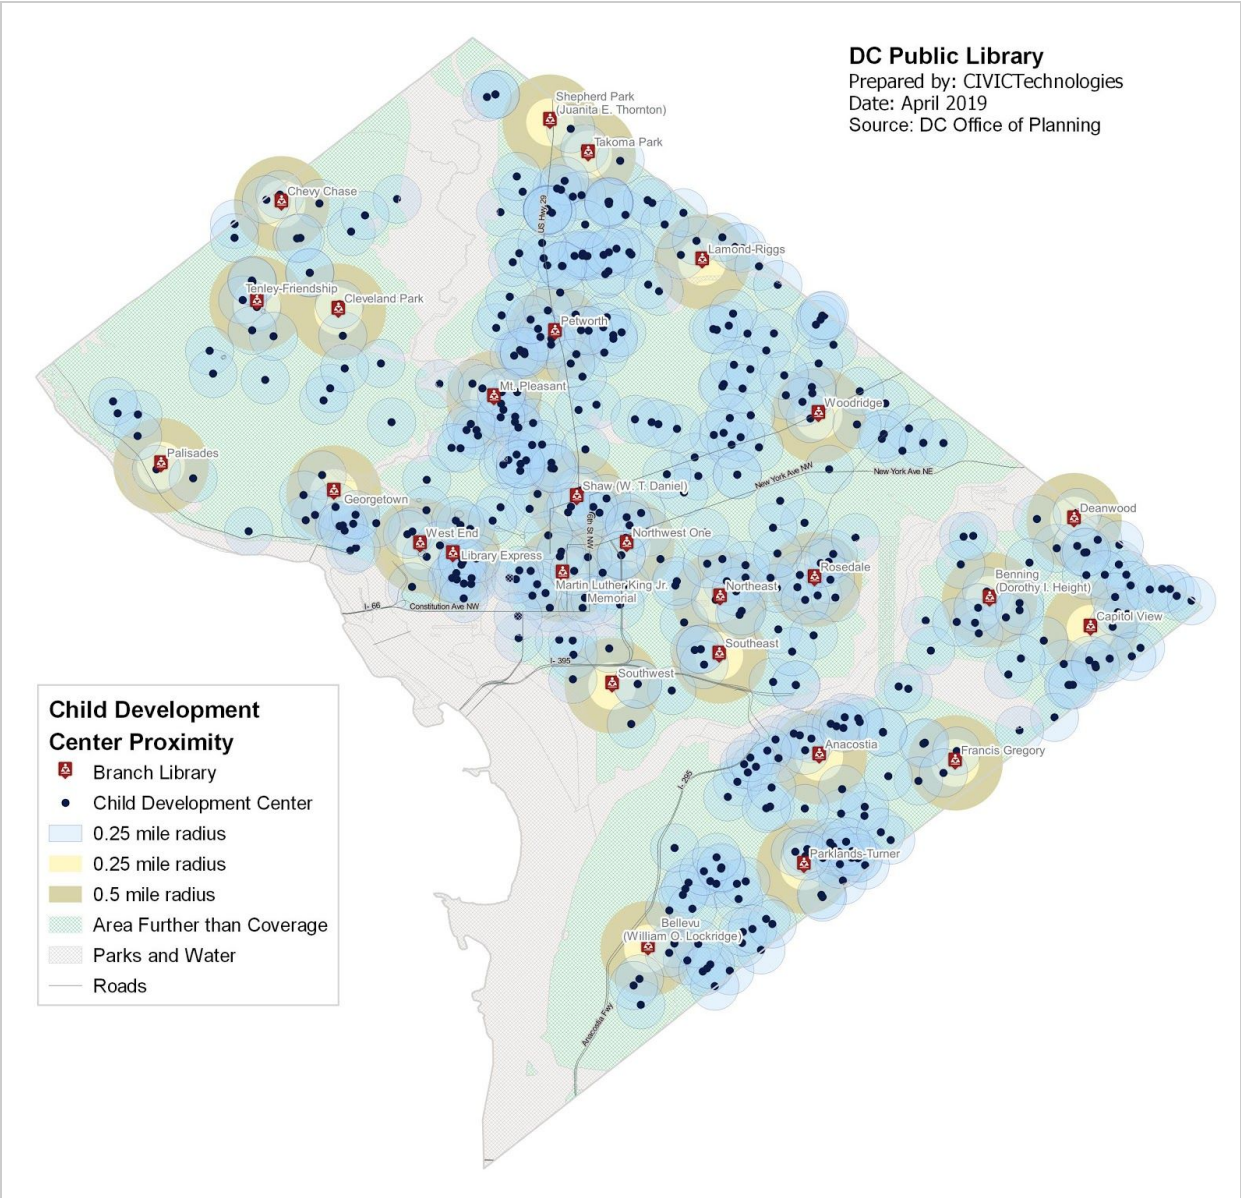 DC Public Library
Prepared by: CIVICTechnologies
Date: April 2019
Source: DC Office of Planning
Shepherd Park
(Juanita E. Thornton)
Takoma Park
Chevy Chase
US Hwy 29
Lamond-Riggs
Tenley-Friendship
Cleveland Park
Petworth
Mt. Pleasant
Woodridge
Palisades
New York Ave NW
New York Ave NE
Shaw (W. T. Daniel)
Georgetown
Deanwood
West End
6th St NW
Northwest One
Library Express
Rosedale
Benning
(Dorothy I. Height)
Martin Luther King Jr.
Memorial
Northeast
I- 66
Constitution Ave NW
Capitol View
Southeast
I- 395
Southwest
Anacostia
Francis Gregory
I- 295
Parklands-Turner
Bellevu
(William O. Lockridge)
Anacostia Fwy
Child Development
Center Proximity
Branch Library
Child Development Center
0.25 mile radius
0.25 mile radius
0.5 mile radius
Area Further than Coverage
Parks and Water
Roads